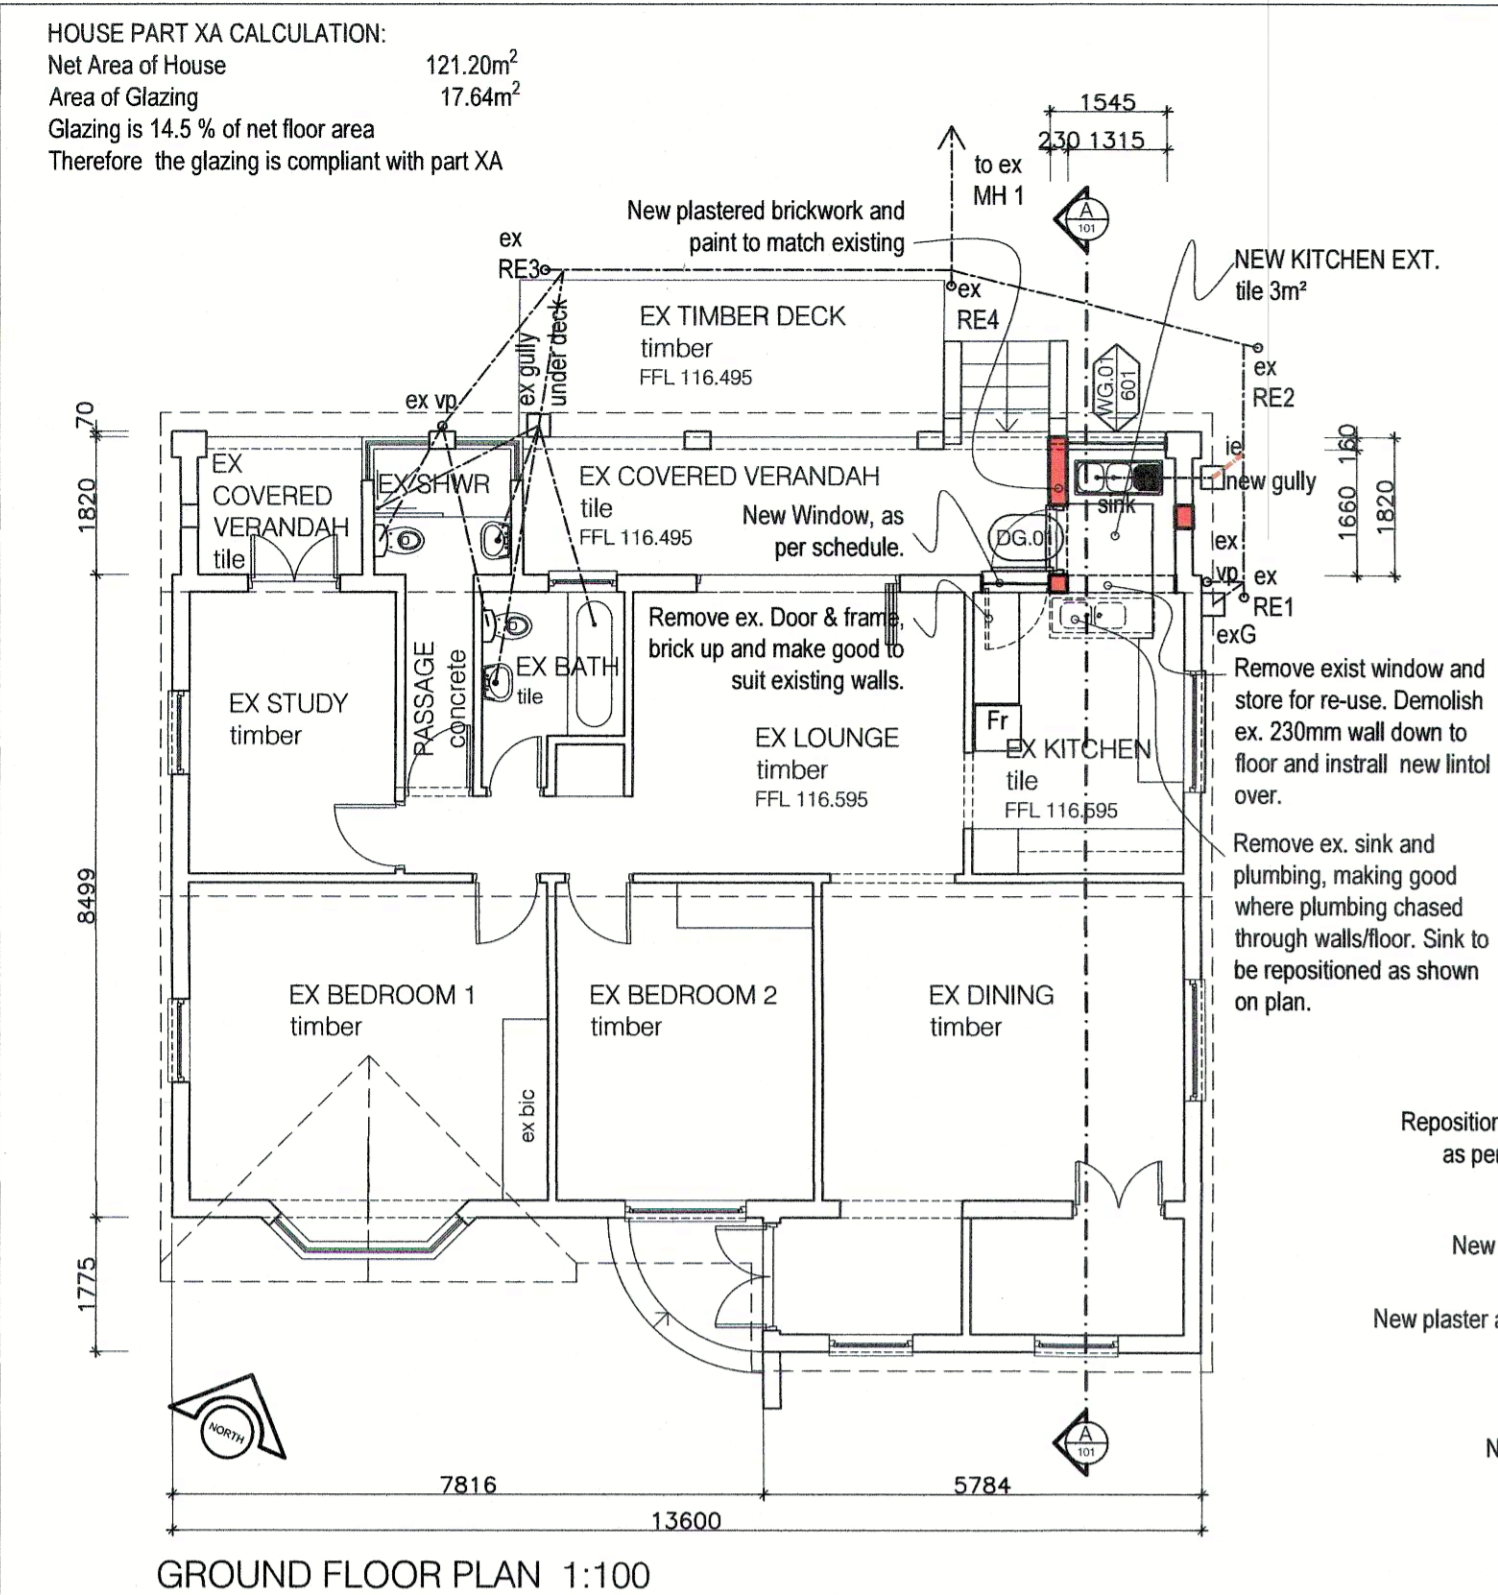 HOUSE PART XA CALCULATION:
Net Area of House 121.20m²
Area of Glazing 17.64m²
Glazing is 14.5 % of net floor area
Therefore the glazing is compliant with part XA
1545
230 1315
to ex
MH 1
A
101
New plastered brickwork and
paint to match existing
ex
RE3
NEW KITCHEN EXT.
tile 3m²
ex
RE4
EX TIMBER DECK
timber
FFL 116.495
ex gully
under deck
ex vp
WG.01
601
ex
RE2
70
1820
EX
COVERED
VERANDAH
tile
EX SHWR
EX COVERED VERANDAH
tile
FFL 116.495
New Window, as
per schedule.
DG.01
sink
ie
new gully
160
1660
1820
ex
vp
ex
RE1
exG
Remove ex. Door & frame,
brick up and make good to
suit existing walls.
EX STUDY
timber
PASSAGE
concrete
EX BATH
tile
EX LOUNGE
timber
FFL 116.595
Fr
EX KITCHEN
tile
FFL 116.595
Remove exist window and
store for re-use. Demolish
ex. 230mm wall down to
floor and instrall new lintol
over.
Remove ex. sink and
plumbing, making good
where plumbing chased
through walls/floor. Sink to
be repositioned as shown
on plan.
8499
EX BEDROOM 1
timber
ex bic
EX BEDROOM 2
timber
EX DINING
timber
Reposition
as per
New
New plaster a
N
1775
NORTH
A
101
7816
5784
13600
GROUND FLOOR PLAN 1:100